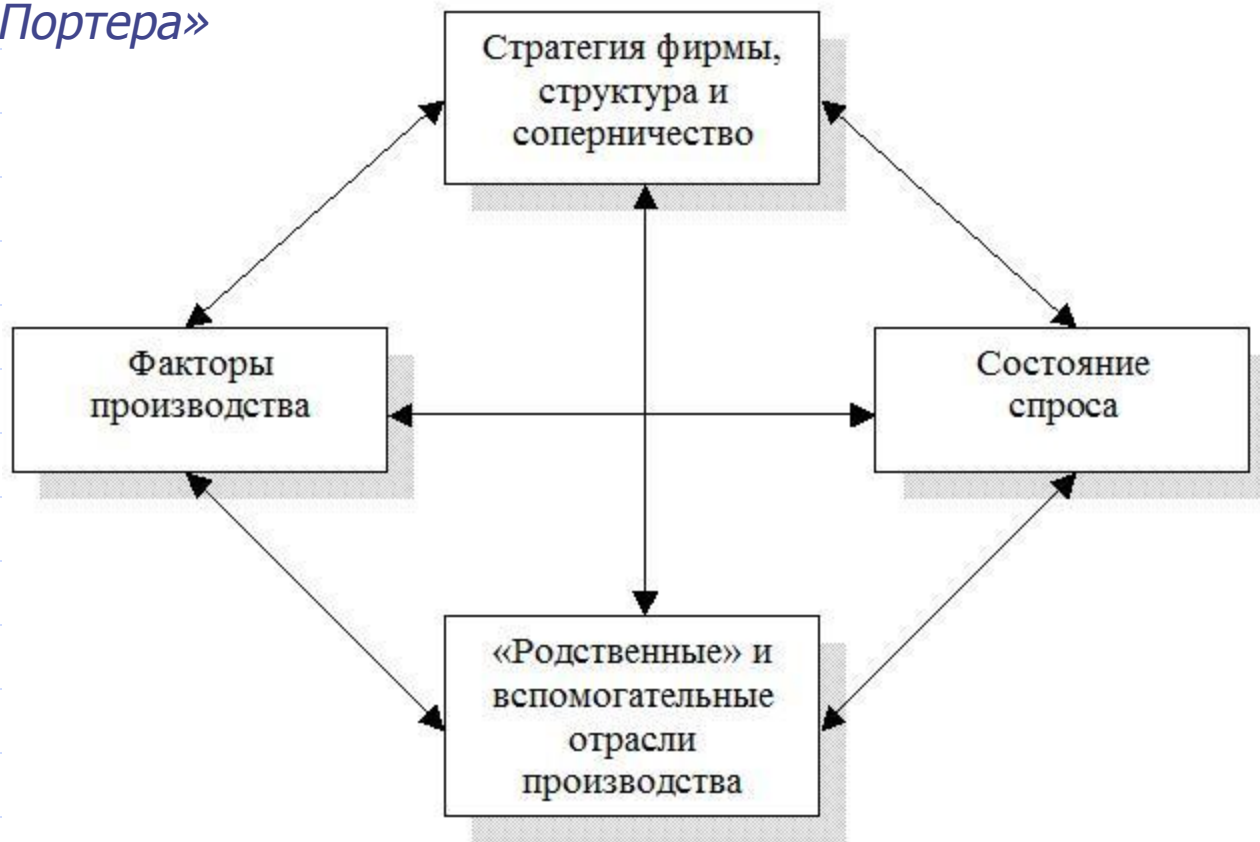 Портера»
Стратегия фирмы,
структура и
соперничество
Факторы
производства
Состояние
спроса
«Родственные» и
вспомогательные
отрасли
производства